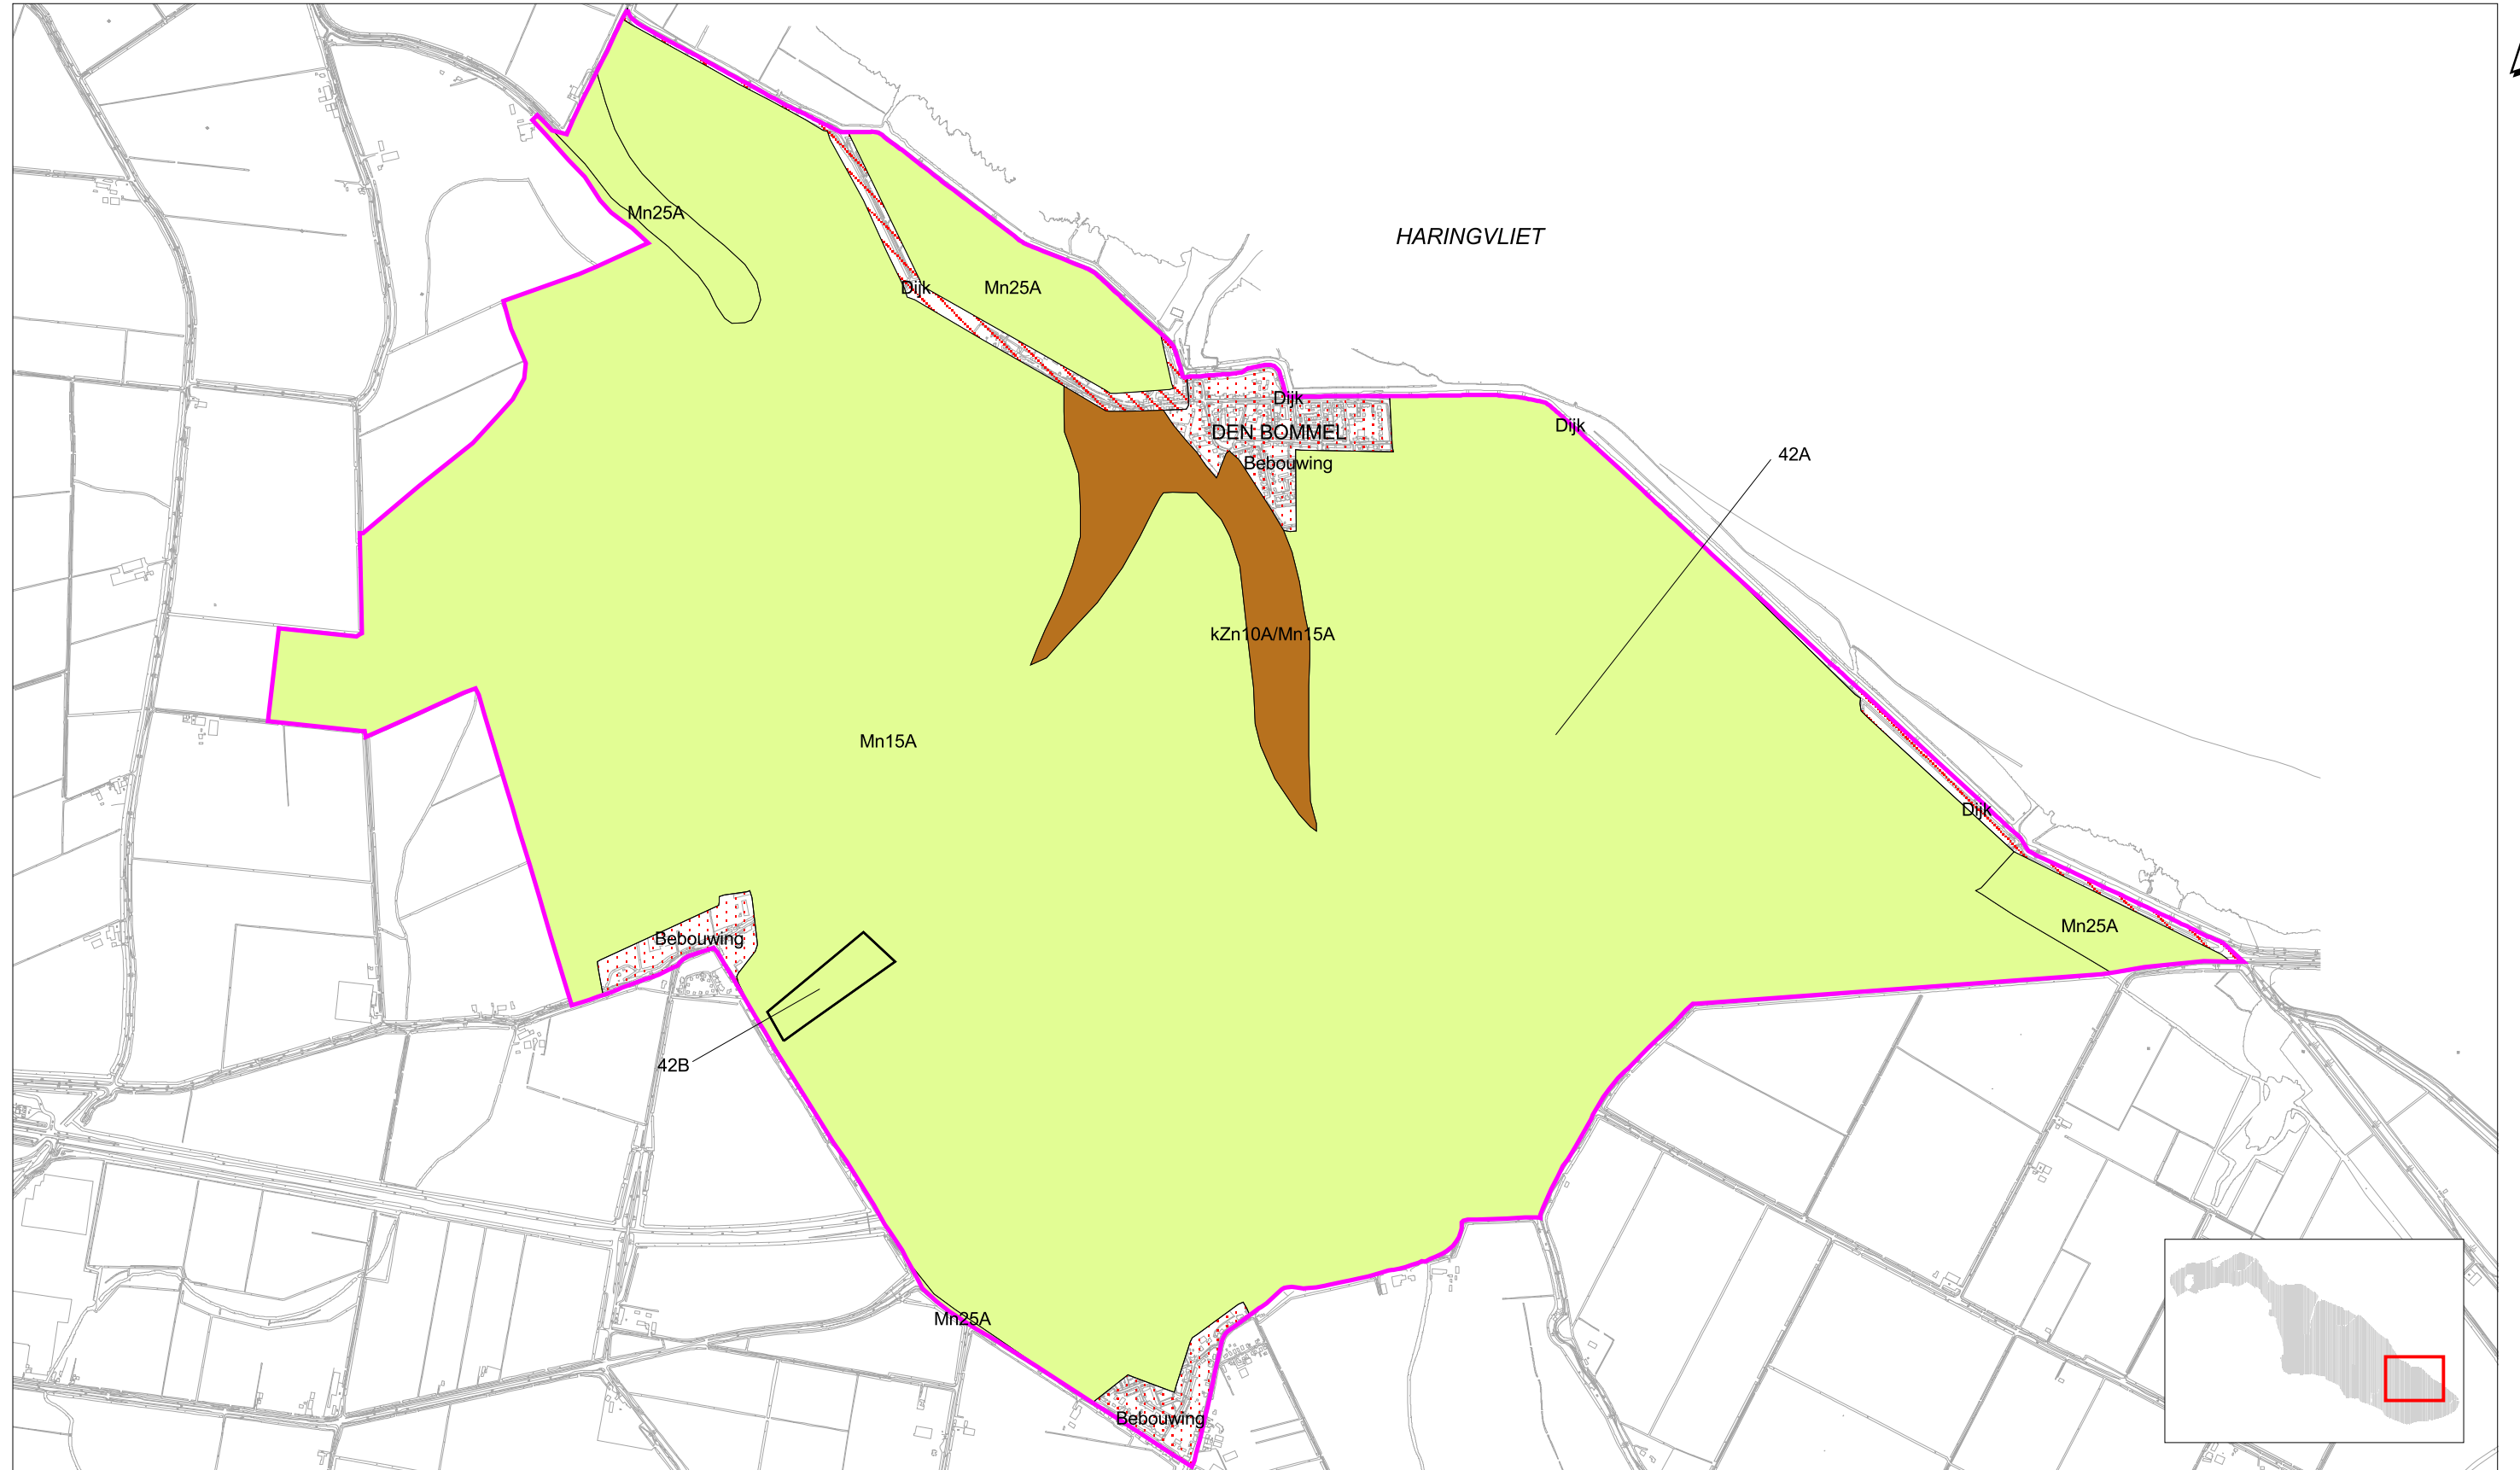 Mn25A
HARINGVLIET
Dijk
Mn25A
Dijk
DEN BOMMEL
Dijk
Bebouwing
42A
kZn10A/Mn15A
Mn15A
Dijk
Mn25A
Bebouwing
42B
Mn25A
Bebouwing